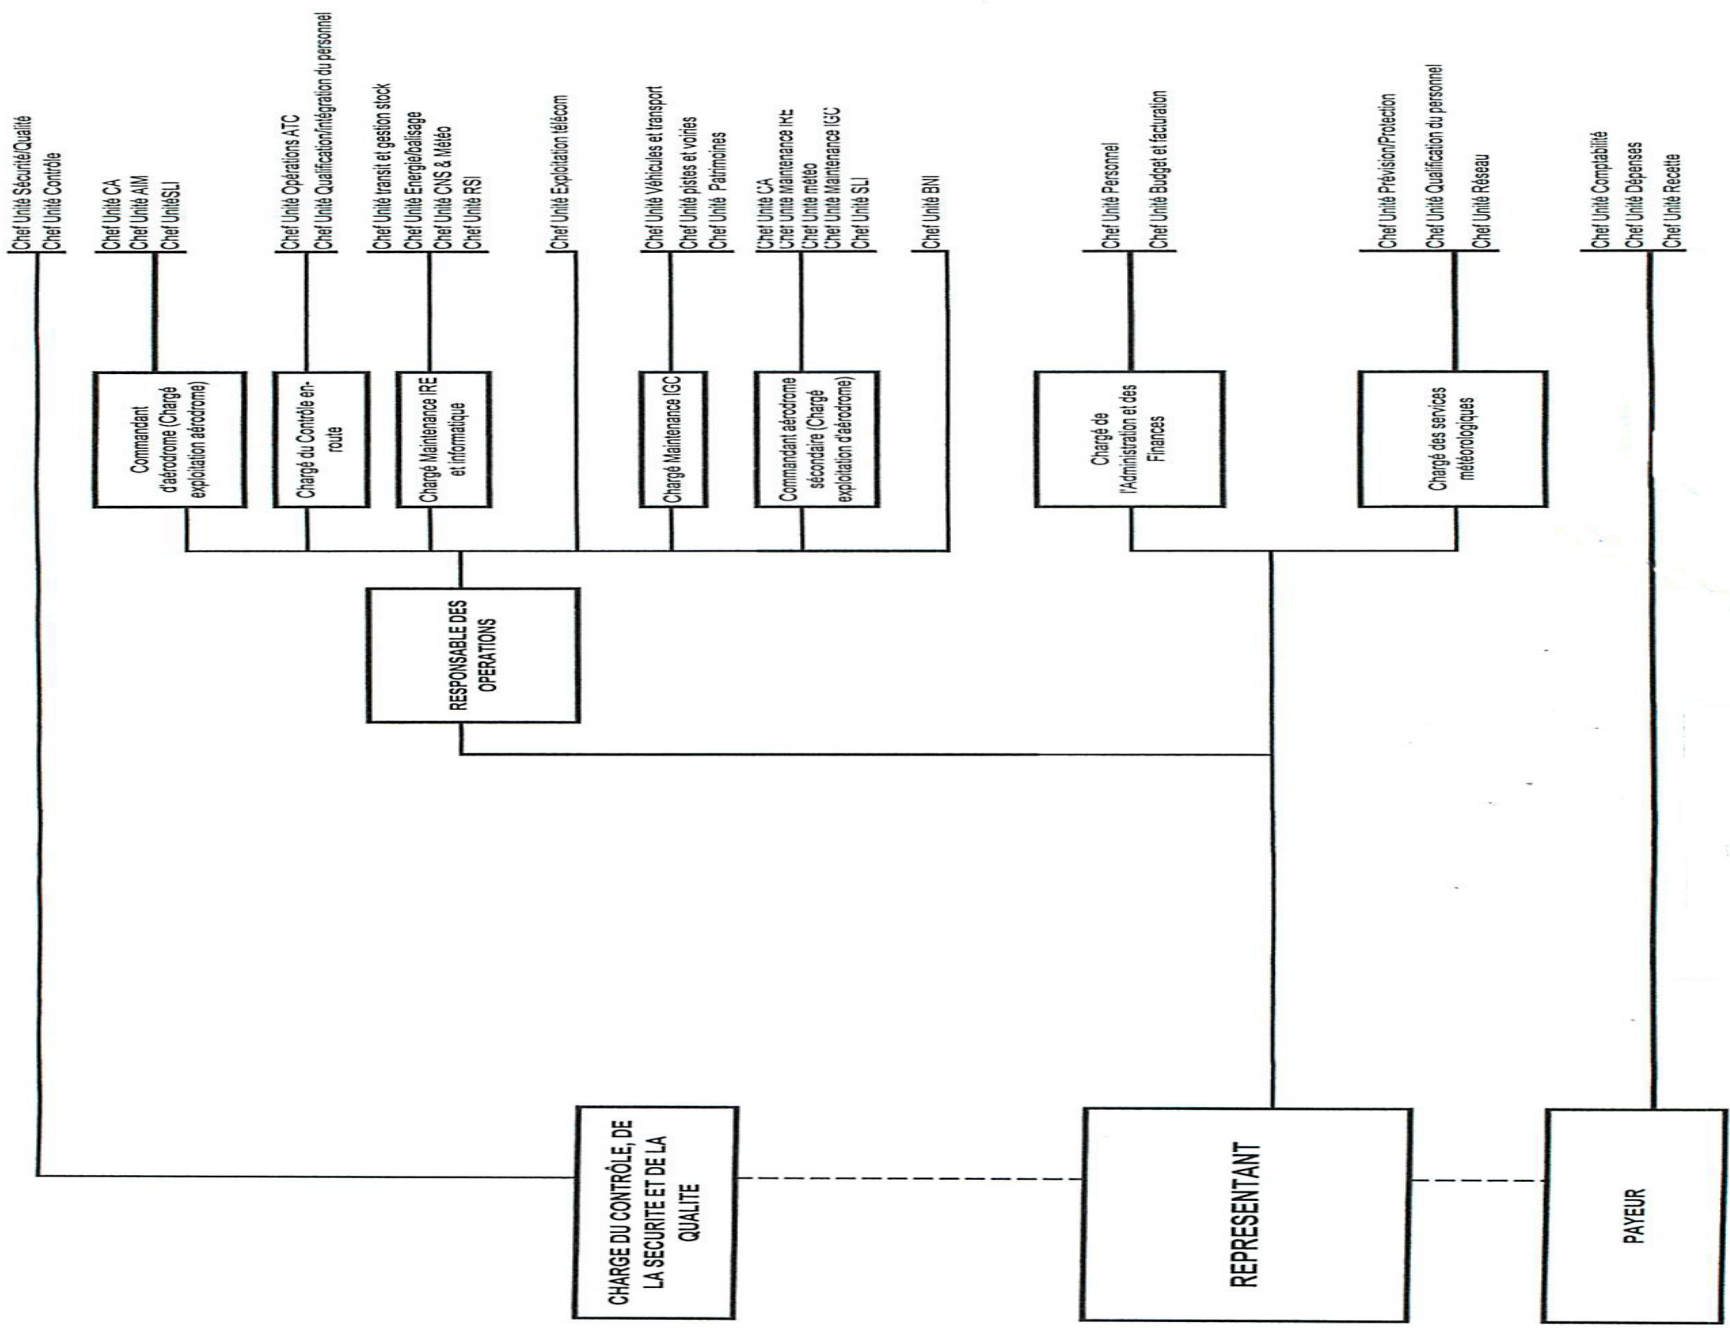 CHARGE DU CONTRÔLE, DE
LA SECURITE ET DE LA
QUALITE
REPRESENTANT
PAYEUR
RESPONSABLE DES
OPERATIONS
Commandant
d'aérodrome (Chargé
exploitation aérodrome)
Chargé du Contrôle en-
route
Chargé Maintenance IRE
et informatique
Chargé Maintenance IGC
Commandant aérodrome
sécondaire (Chargé
exploitation d'aérodrome)
Chargé de
l'Administration et des
Finances
Chargé des services
météorologiques
Chef Unité Sécurité/Qualité
Chef Unité Contrôle
Chef Unité CA
Chef Unité AIM
Chef UnitéSLI
Chef Unité Opérations ATC
Chef Unité Qualification/intégration du personnel
Chef Unité transit et gestion stock
Chef Unité Energie/balisage
Chef Unité CNS & Météo
Chef Unité RSI
Chef Unité Exploitation télécom
Chef Unité Véhicules et transport
Chef Unité pistes et voiries
Chef Unité Patrimoines
Chef Unité CA
Chef Unité Maintenance IRE
Chef Unité météo
Chef Unité Maintenance IGC
Chef Unité SLI
Chef Unité BNI
Chef Unité Personnel
Chef Unité Budget et facturation
Chef Unité Prévision/Protection
Chef Unité Qualification du personnel
Chef Unité Réseau
Chef Unité Comptabilité
Chef Unité Dépenses
Chef Unité Recette